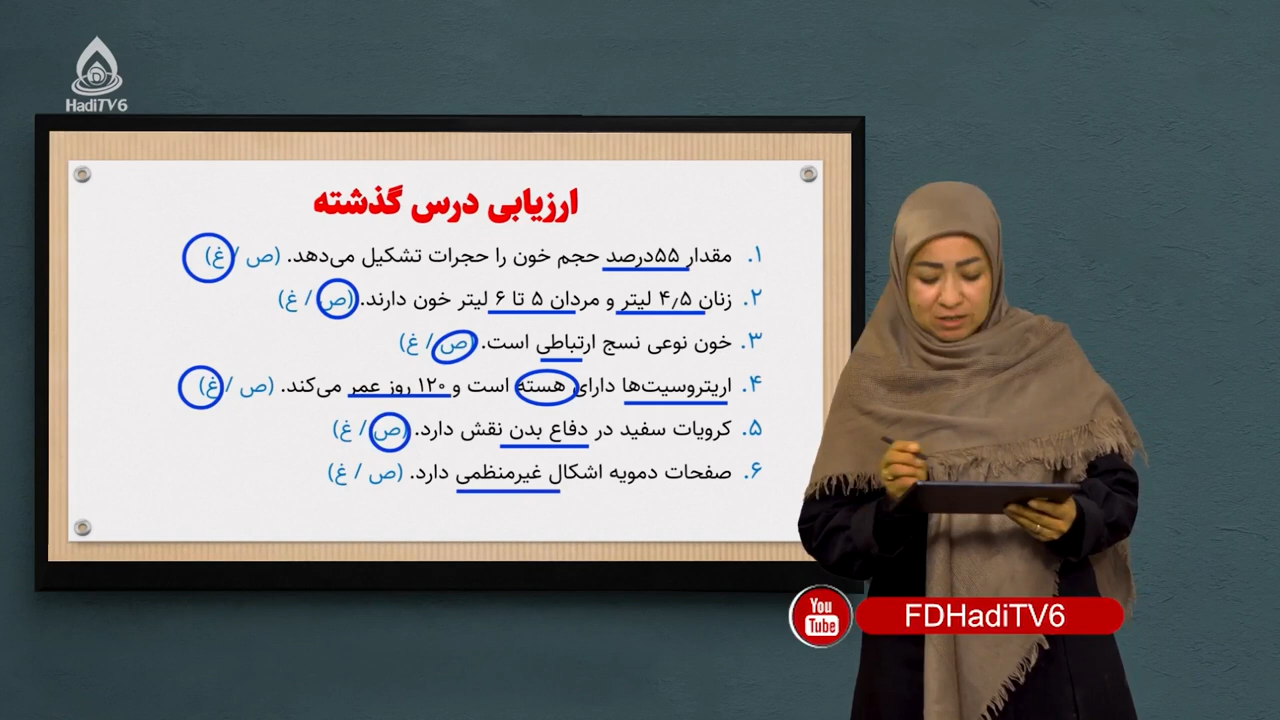 HadiTV6
ارزیابی درس گذشته
۱. مقدار ۵۵درصد حجم خون را حجرات تشکیل می‌دهد. (ص / غ)
۲. زنان ۴٫۵ لیتر و مردان ۵ تا ۶ لیتر خون دارند. (ص / غ)
۳. خون نوعی نسج ارتباطی است. (ص / غ)
۴. اریتروسیت‌ها دارای هسته است و ۱۲۰ روز عمر می‌کند. (ص / غ)
۵. کرویات سفید در دفاع بدن نقش دارد. (ص / غ)
۶. صفحات دمویه اشکال غیرمنظمی دارد. (ص / غ)
You Tube
FDHadiTV6